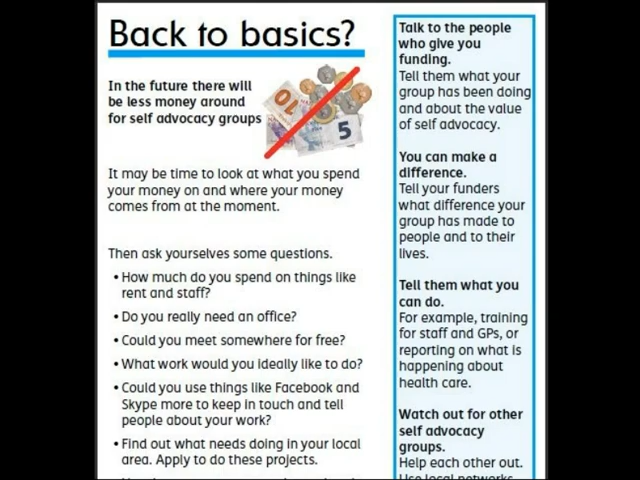 Back to basics?
In the future there will
be less money around
for self advocacy groups
10
5
It may be time to look at what you spend
your money on and where your money
comes from at the moment.
Then ask yourselves some questions.
• How much do you spend on things like
rent and staff?
• Do you really need an office?
• Could you meet somewhere for free?
• What work would you ideally like to do?
• Could you use things like Facebook and
Skype more to keep in touch and tell
people about your work?
• Find out what needs doing in your local
area. Apply to do these projects.
Talk to the people
who give you
funding.
Tell them what your
group has been doing
and about the value
of self advocacy.
You can make a
difference.
Tell your funders
what difference your
group has made to
people and to their
lives.
Tell them what you
can do.
For example, training
for staff and GPs, or
reporting on what is
happening about
health care.
Watch out for other
self advocacy
groups.
Help each other out.
Use local networks